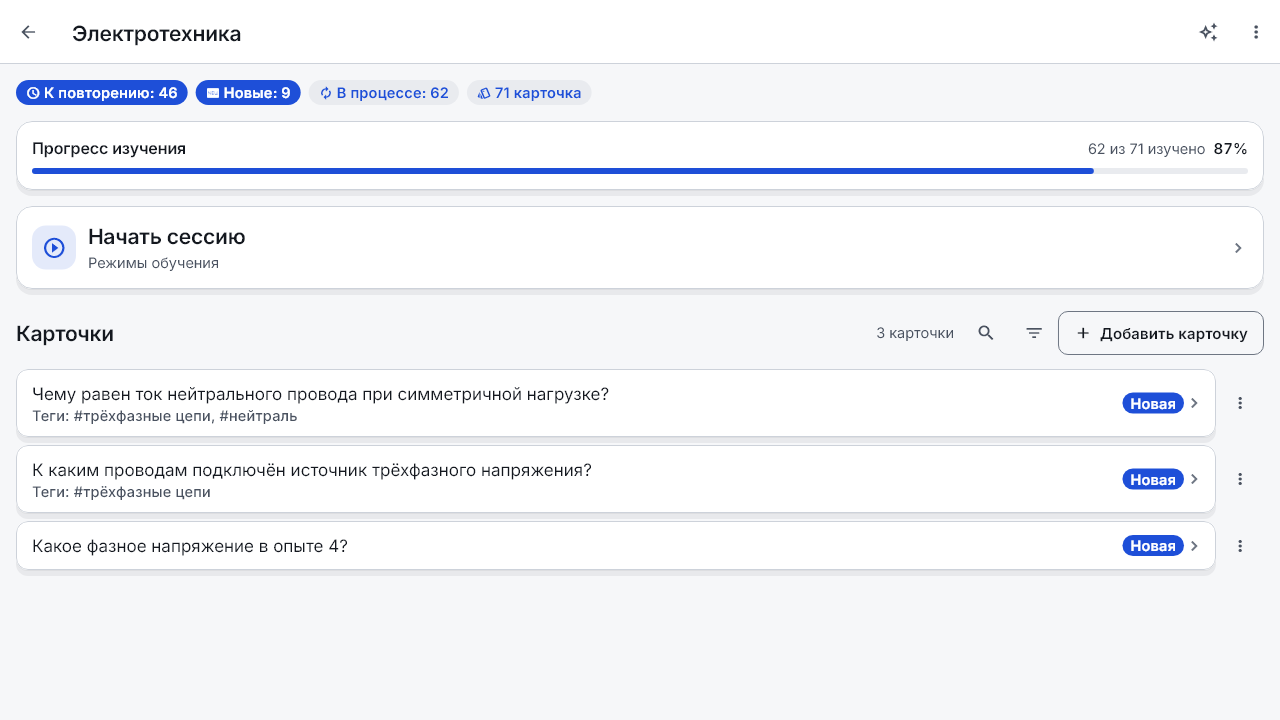 Электротехника
К повторению: 46
Новые: 9
В процессе: 62
71 карточка
Прогресс изучения
62 из 71 изучено 87%
Начать сессию
Режимы обучения
Карточки
3 карточки
+ Добавить карточку
Чему равен ток нейтрального провода при симметричной нагрузке?
Теги: #трёхфазные цепи, #нейтраль
Новая
К каким проводам подключён источник трёхфазного напряжения?
Теги: #трёхфазные цепи
Новая
Какое фазное напряжение в опыте 4?
Новая